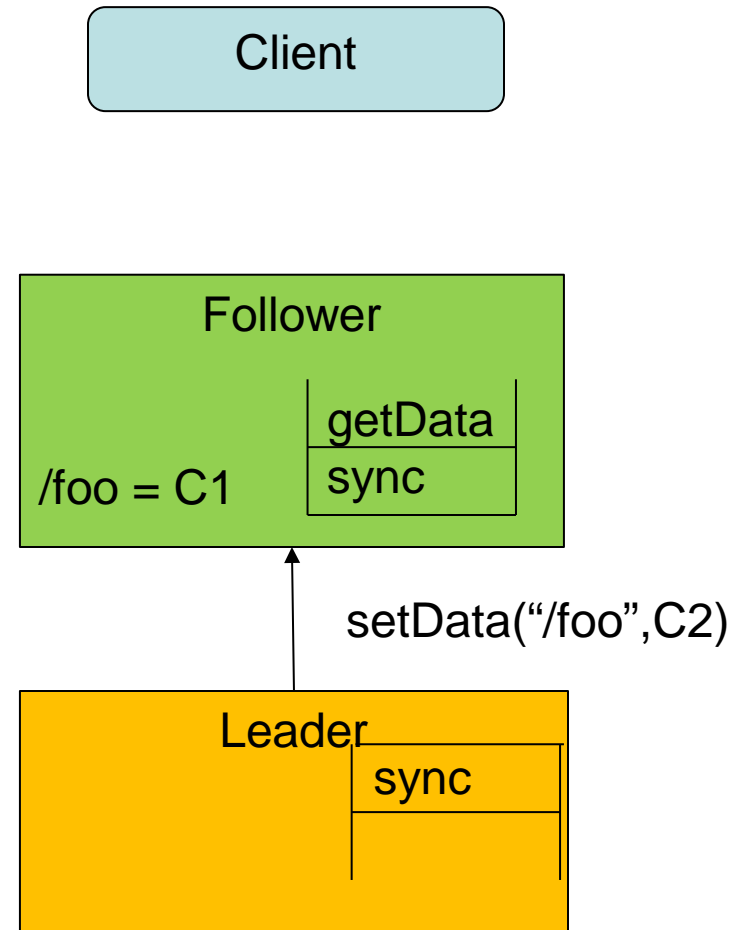 Client
Follower
getData
/foo = C1
sync
setData(“/foo”,C2)
Leader
sync